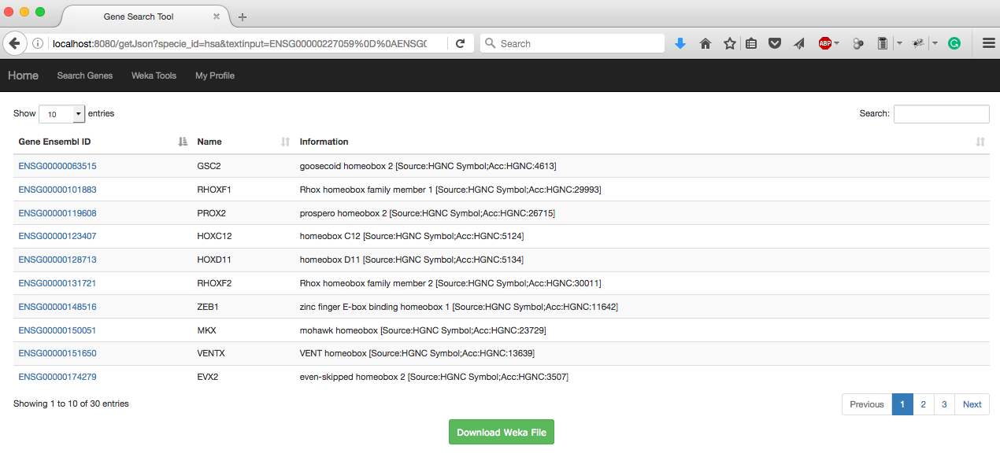 Gene Search Tool
localhost:8080/getJson?specie_id=hsa&textinput=ENSG00000227059%0D%0AENSG(
Search
ABP
G
Home Search Genes Weka Tools My Profile
Show 10 entries Search:
Gene Ensembl ID Name Information
ENSG00000063515 GSC2 goosecoid homeobox 2 [Source:HGNC Symbol;Acc:HGNC:4613]
ENSG00000101883 RHOXF1 Rhox homeobox family member 1 [Source:HGNC Symbol;Acc:HGNC:29993]
ENSG00000119608 PROX2 prospero homeobox 2 [Source:HGNC Symbol;Acc:HGNC:26715]
ENSG00000123407 HOXC12 homeobox C12 [Source:HGNC Symbol;Acc:HGNC:5124]
ENSG00000128713 HOXD11 homeobox D11 [Source:HGNC Symbol;Acc:HGNC:5134]
ENSG00000131721 RHOXF2 Rhox homeobox family member 2 [Source:HGNC Symbol;Acc:HGNC:30011]
ENSG00000148516 ZEB1 zinc finger E-box binding homeobox 1 [Source:HGNC Symbol;Acc:HGNC:11642]
ENSG00000150051 MKX mohawk homeobox [Source:HGNC Symbol;Acc:HGNC:23729]
ENSG00000151650 VENTX VENT homeobox [Source:HGNC Symbol;Acc:HGNC:13639]
ENSG00000174279 EVX2 even-skipped homeobox 2 [Source:HGNC Symbol;Acc:HGNC:3507]
Showing 1 to 10 of 30 entries Previous 1 2 3 Next
Download Weka File